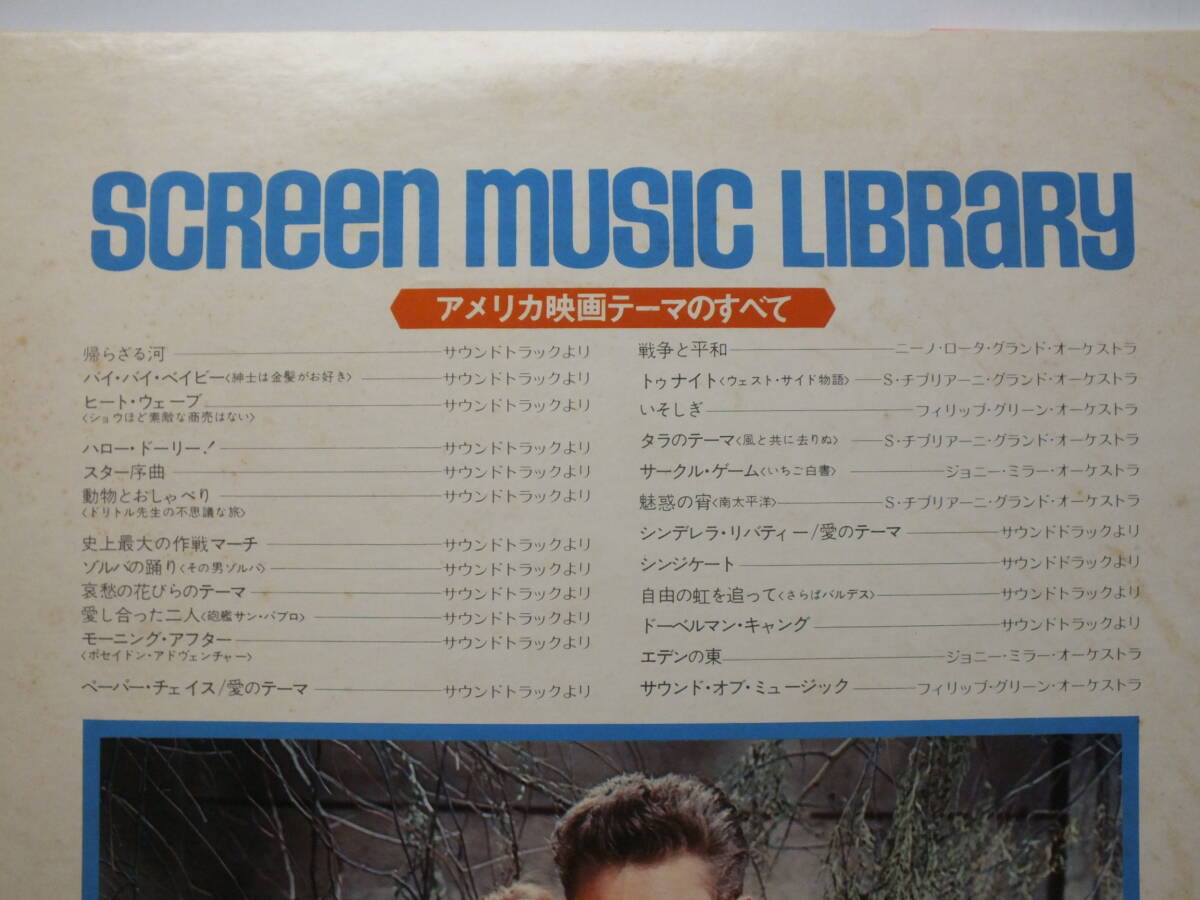 SCREEN MUSIC LIBRARY
アメリカ映画テーマのすべて
帰らざる河 サウンドトラックより
バイ・バイ・ベイビー〈紳士は金髪がお好き〉 サウンドトラックより
ヒート・ウェーブ サウンドトラックより
〈ショウほど素敵な商売はない〉
ハロー・ドーリー! サウンドトラックより
スター序曲 サウンドトラックより
動物とおしゃべり サウンドトラックより
〈ドリトル先生の不思議な旅〉
史上最大の作戦マーチ サウンドトラックより
ゾルバの踊り〈その男ゾルバ〉 サウンドトラックより
哀愁の花びらのテーマ サウンドトラックより
愛し合った二人〈砲艦サン・パブロ〉 サウンドトラックより
モーニング・アフター サウンドトラックより
〈ポセイドン・アドヴェンチャー〉
ペーパー・チェイス/愛のテーマ サウンドトラックより
戦争と平和 ニーノ・ロータ・グランド・オーケストラ
トゥナイト〈ウェスト・サイド物語〉 S・チプリアーニ・グランド・オーケストラ
いそしぎ フィリップ・グリーン・オーケストラ
タラのテーマ〈風と共に去りぬ〉 S・チプリアーニ・グランド・オーケストラ
サークル・ゲーム〈いちご白書〉 ジョニー・ミラー・オーケストラ
魅惑の宵〈南太平洋〉 S・チプリアーニ・グランド・オーケストラ
シンデレラ・リバティー/愛のテーマ サウンドドラックより
シンジケート サウンドドラックより
自由の虹を追って〈さらばバルデス〉 サウンドトラックより
ドーベルマン・キャング サウンドトラックより
エデンの東 ジョニー・ミラー・オーケストラ
サウンド・オブ・ミュージック フィリップ・グリーン・オーケストラ